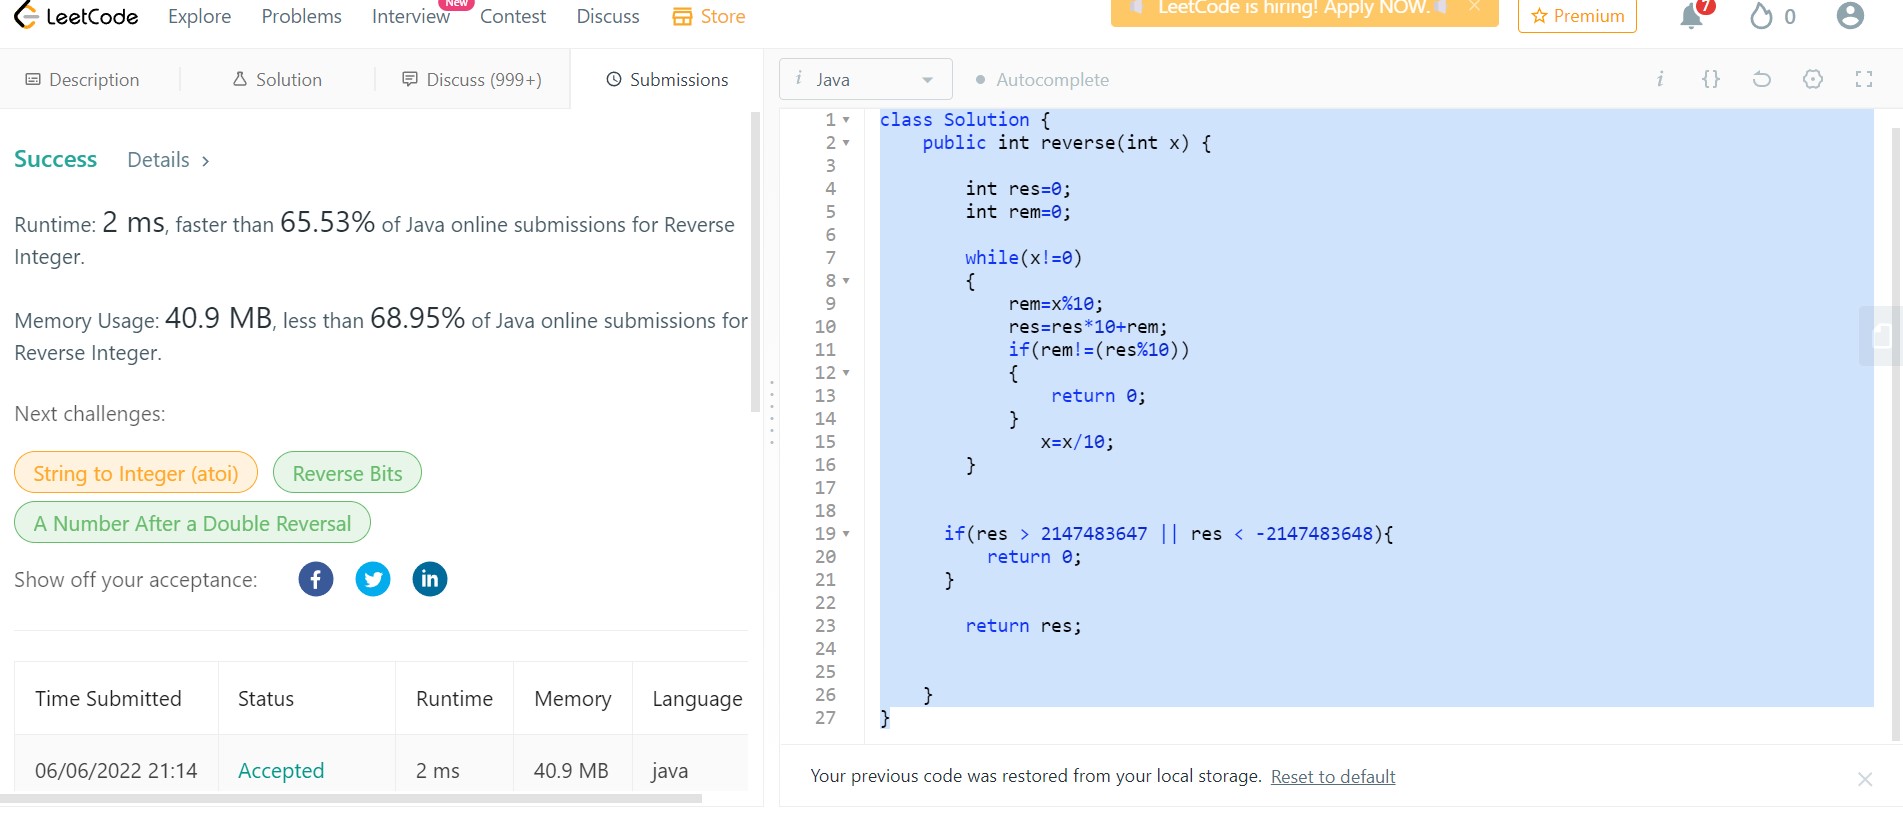 LeetCode Explore Problems Interview New Contest Discuss Store LeetCode is hiring! Apply NOW. Premium 7 0
Description Solution Discuss (999+) Submissions
Success Details >
Runtime: 2 ms, faster than 65.53% of Java online submissions for Reverse
Integer.
Memory Usage: 40.9 MB, less than 68.95% of Java online submissions for
Reverse Integer.
Next challenges:
String to Integer (atoi) Reverse Bits
A Number After a Double Reversal
Show off your acceptance:
Time Submitted Status Runtime Memory Language
06/06/2022 21:14 Accepted 2 ms 40.9 MB java
i Java Autocomplete i {}
1 class Solution {
2 public int reverse(int x) {
3
4 int res=0;
5 int rem=0;
6
7 while(x!=0)
8 {
9 rem=x%10;
10 res=res*10+rem;
11 if(rem!=(res%10))
12 {
13 return 0;
14 }
15 x=x/10;
16 }
17
18
19 if(res > 2147483647 || res < -2147483648){
20 return 0;
21 }
22
23 return res;
24
25
26 }
27 }
Your previous code was restored from your local storage. Reset to default